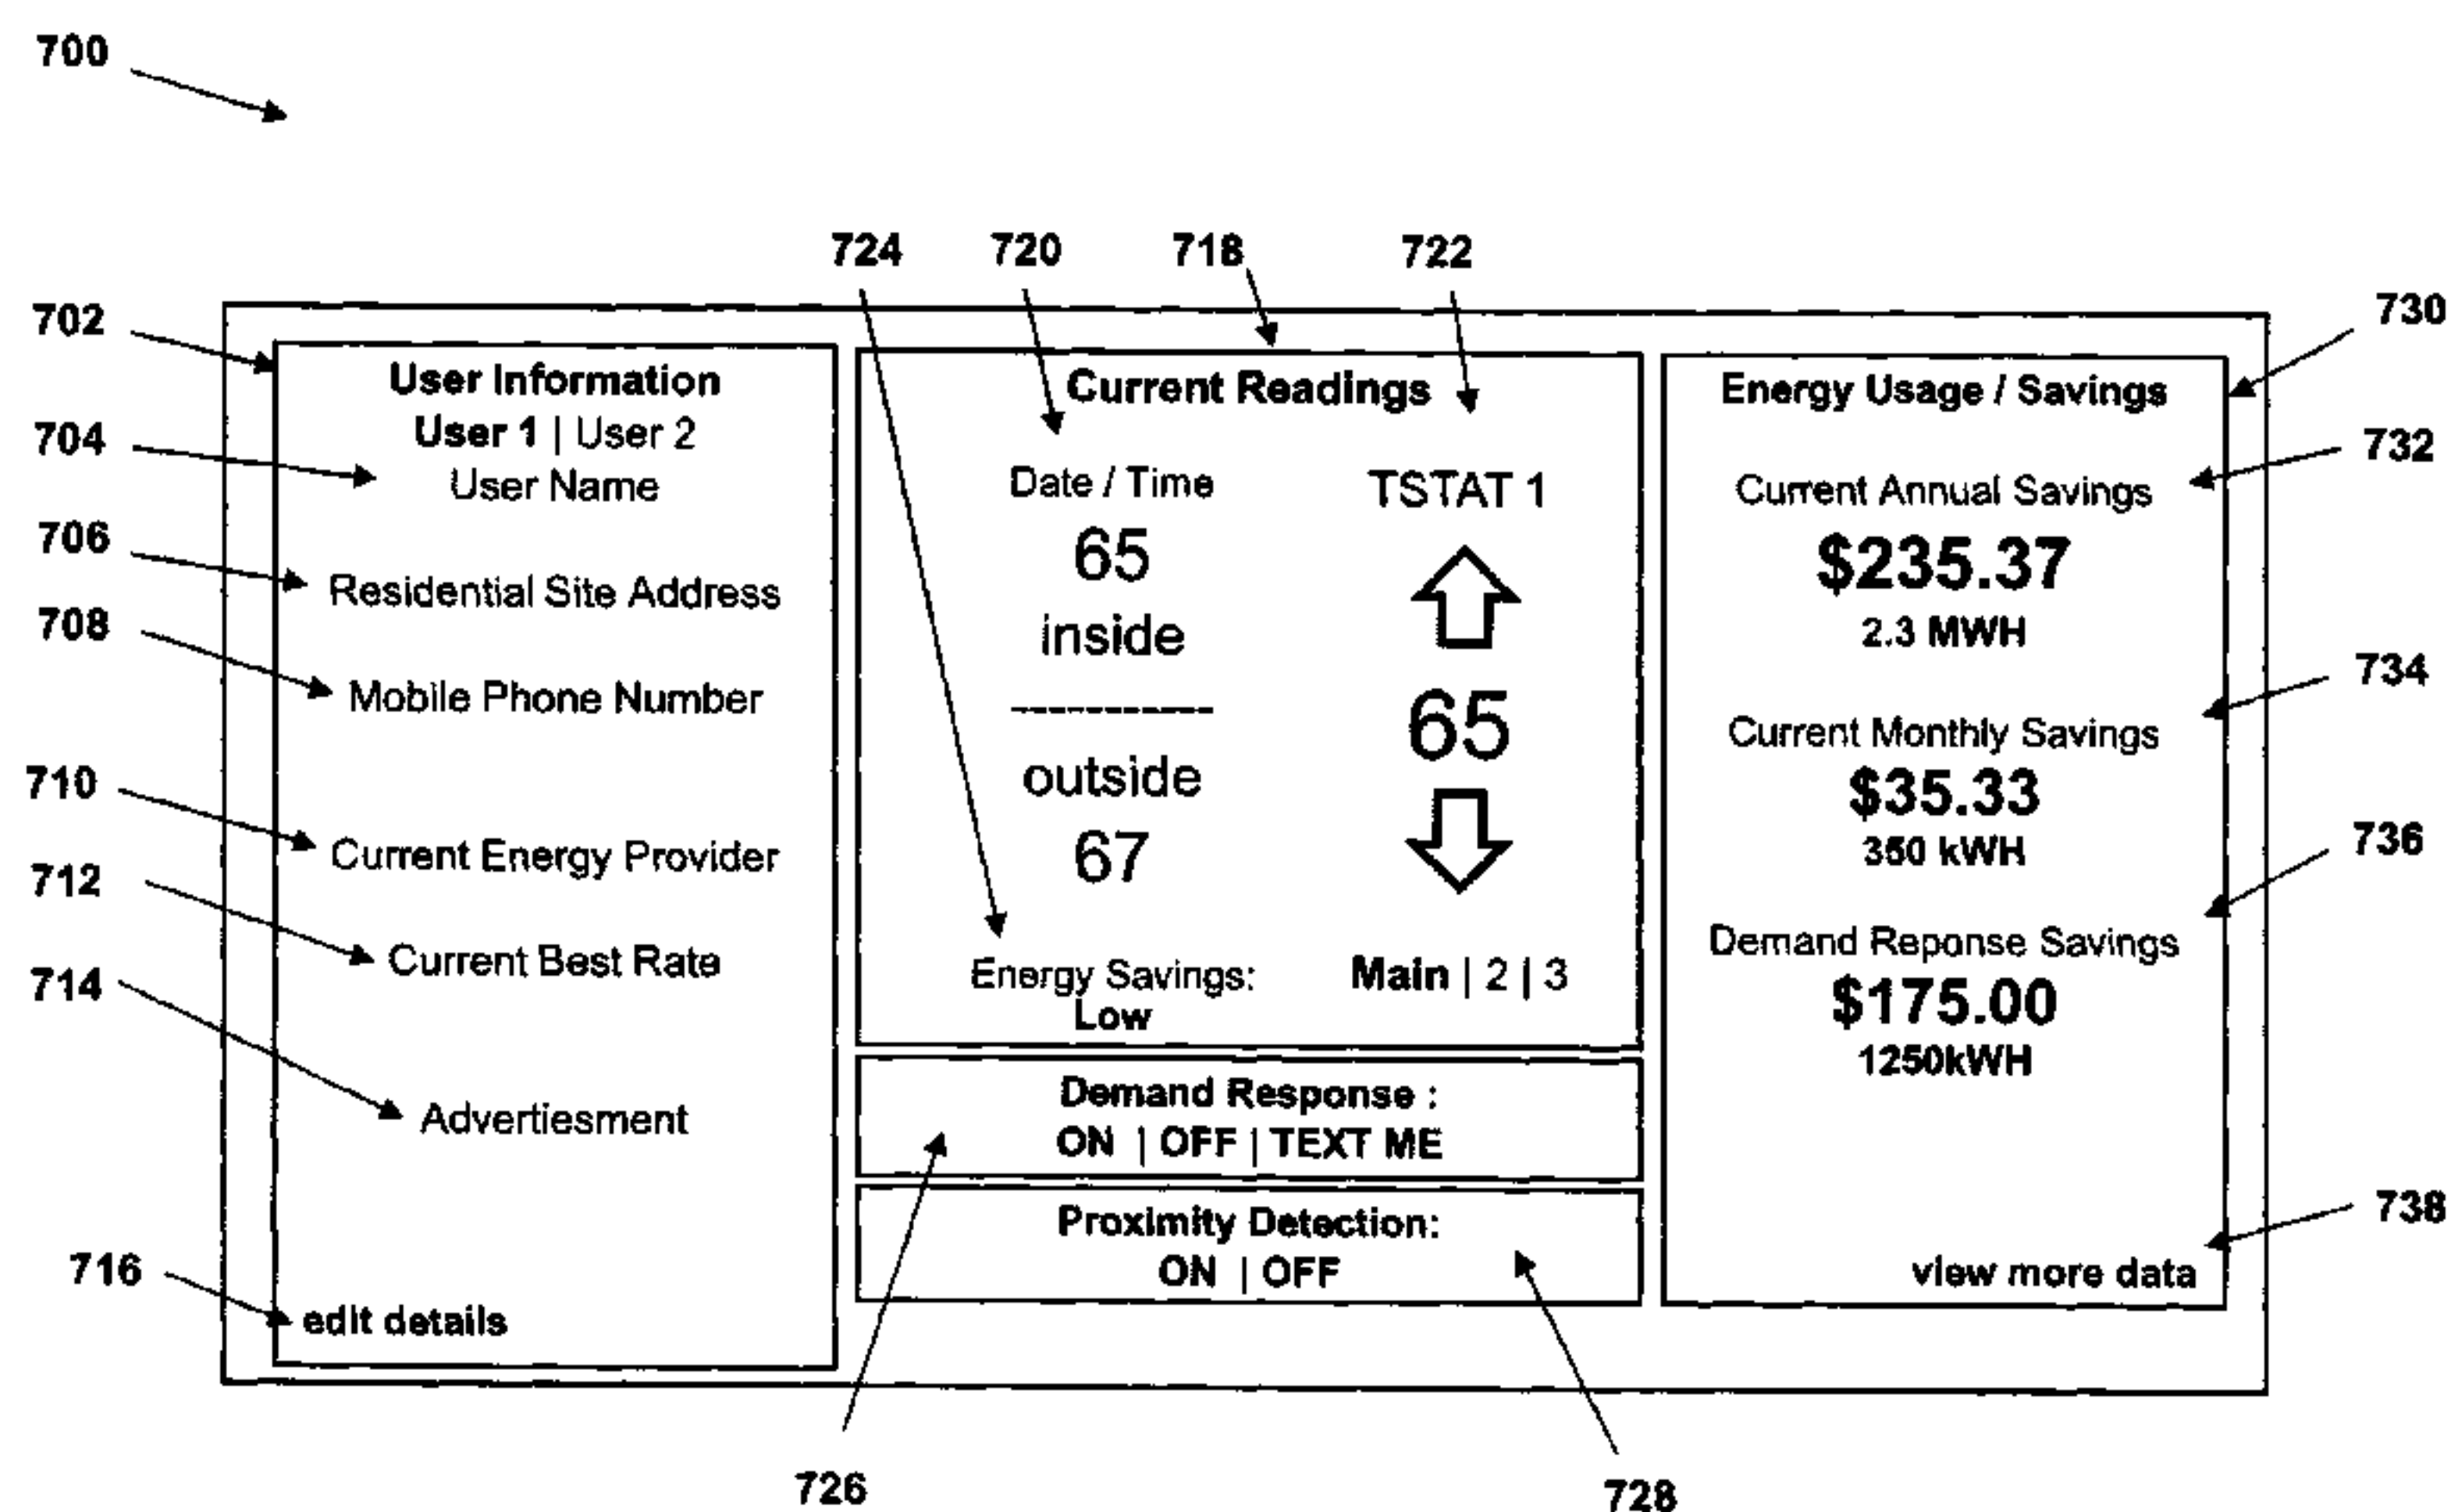 700
724 720 718 722
702
730
704
732
706
708
734
710
736
712
714
738
716
726
728
User Information
User 1 | User 2
User Name
Residential Site Address
Mobile Phone Number
Current Energy Provider
Current Best Rate
Advertiesment
edit details
Current Readings
Date / Time
65
inside
-----------
outside
67
Energy Savings:
Low
TSTAT 1
65
Main | 2 | 3
Demand Response :
ON | OFF | TEXT ME
Proximity Detection:
ON | OFF
Energy Usage / Savings
Current Annual Savings
$235.37
2.3 MWH
Current Monthly Savings
$35.33
350 kWH
Demand Reponse Savings
$175.00
1250kWH
view more data